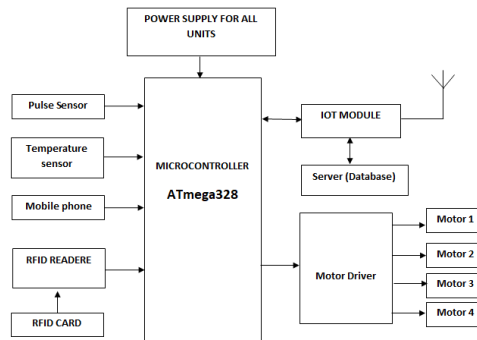 POWER SUPPLY FOR ALL
UNITS
Pulse Sensor
Temperature
sensor
Mobile phone
RFID READERE
RFID CARD
MICROCONTROLLER
ATmega328
IOT MODULE
Server (Database)
Motor Driver
Motor 1
Motor 2
Motor 3
Motor 4